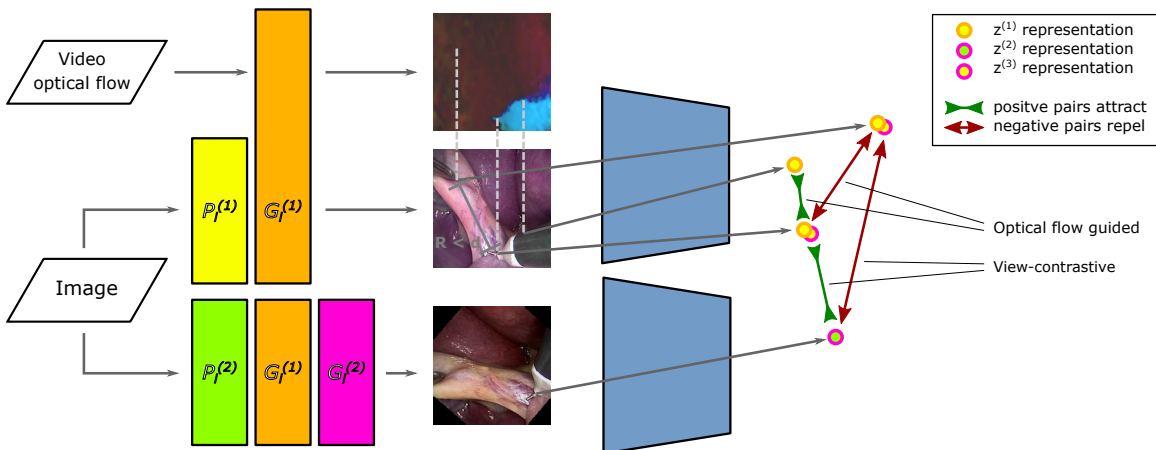 Video
optical flow
Image
P_I^(1)
G_I^(1)
P_I^(2)
G_I^(1)
G_I^(2)
R < d
z^(1) representation
z^(2) representation
z^(3) representation
positve pairs attract
negative pairs repel
Optical flow guided
View-contrastive